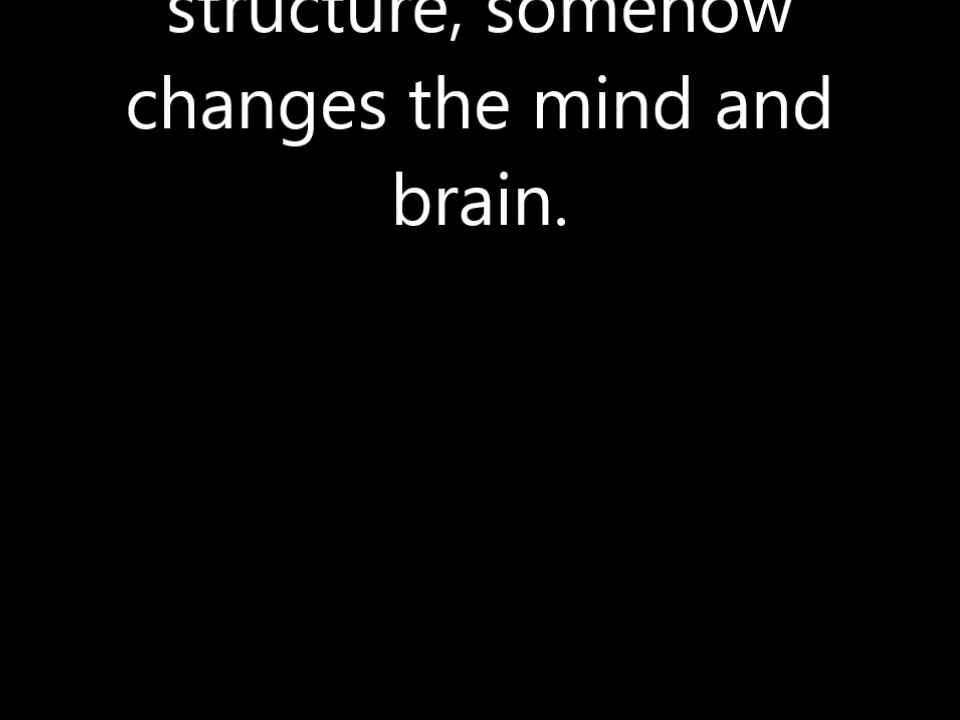 structure, somehow
changes the mind and
brain.